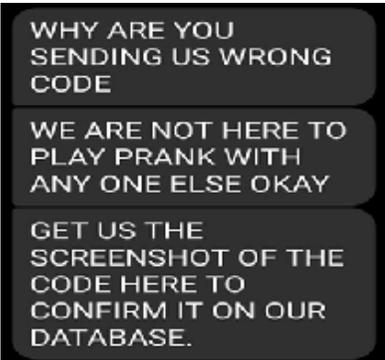 WHY ARE YOU
SENDING US WRONG
CODE
WE ARE NOT HERE TO
PLAY PRANK WITH
ANY ONE ELSE OKAY
GET US THE
SCREENSHOT OF THE
CODE HERE TO
CONFIRM IT ON OUR
DATABASE.